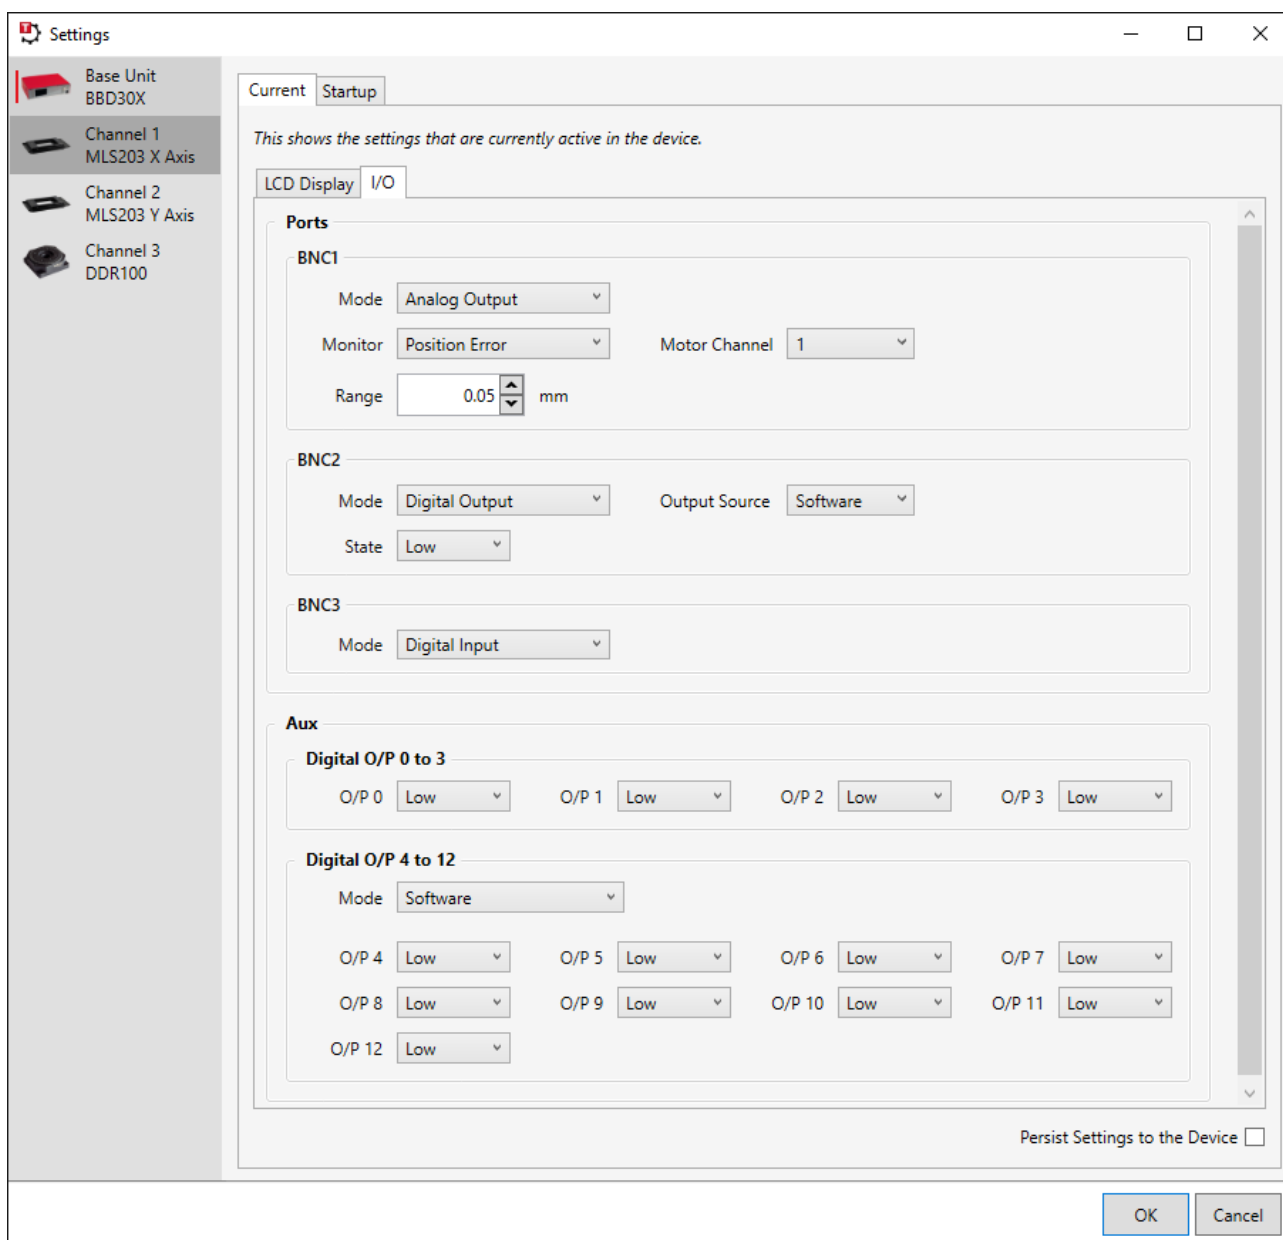 Settings
Base Unit
BBD30X
Channel 1
MLS203 X Axis
Channel 2
MLS203 Y Axis
Channel 3
DDR100
Current Startup
This shows the settings that are currently active in the device.
LCD Display I/O
Ports
BNC1
Mode Analog Output
Monitor Position Error Motor Channel 1
Range 0.05 mm
BNC2
Mode Digital Output Output Source Software
State Low
BNC3
Mode Digital Input
Aux
Digital O/P 0 to 3
O/P 0 Low O/P 1 Low O/P 2 Low O/P 3 Low
Digital O/P 4 to 12
Mode Software
O/P 4 Low O/P 5 Low O/P 6 Low O/P 7 Low
O/P 8 Low O/P 9 Low O/P 10 Low O/P 11 Low
O/P 12 Low
Persist Settings to the Device
OK Cancel